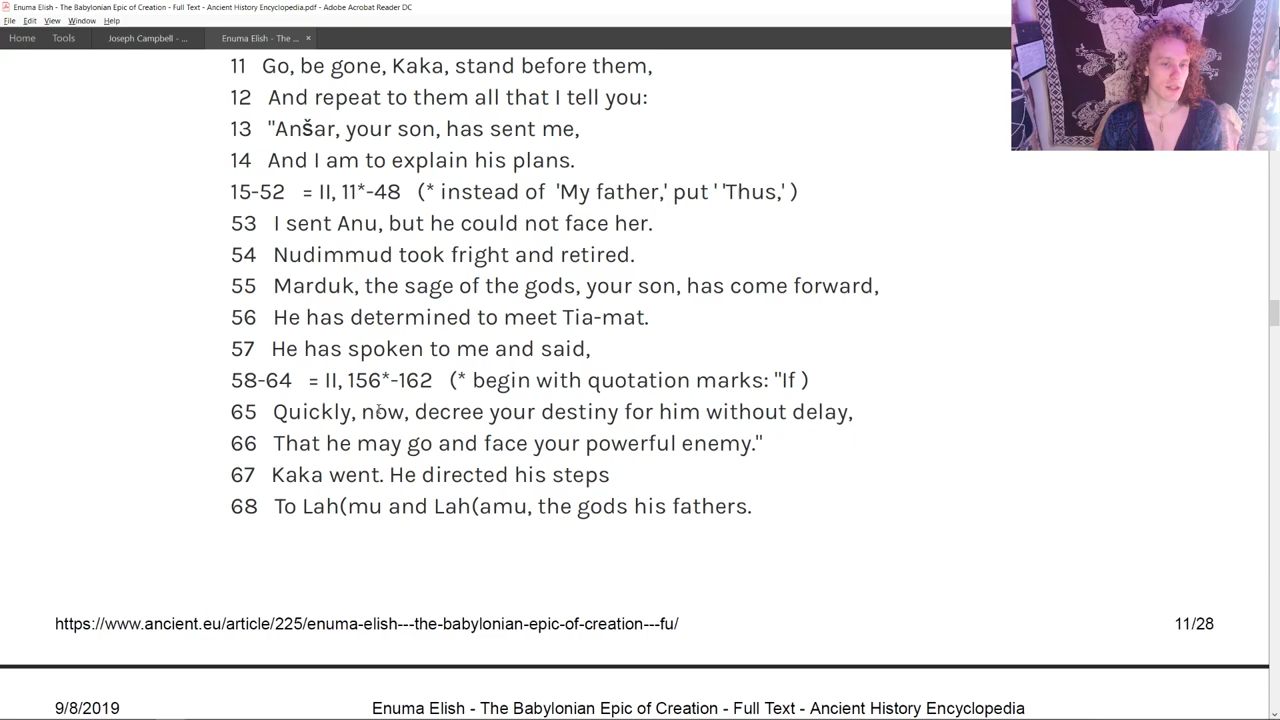 Enuma Elish - The Babylonian Epic of Creation - Full Text - Ancient History Encyclopedia.pdf - Adobe Acrobat Reader DC
File Edit View Window Help
Home Tools Joseph Campbell - ... Enuma Elish - The ... ×
11 Go, be gone, Kaka, stand before them,
12 And repeat to them all that I tell you:
13 "Anšar, your son, has sent me,
14 And I am to explain his plans.
15-52 = II, 11*-48 (* instead of 'My father,' put ' 'Thus,' )
53 I sent Anu, but he could not face her.
54 Nudimmud took fright and retired.
55 Marduk, the sage of the gods, your son, has come forward,
56 He has determined to meet Tia-mat.
57 He has spoken to me and said,
58-64 = II, 156*-162 (* begin with quotation marks: "If )
65 Quickly, now, decree your destiny for him without delay,
66 That he may go and face your powerful enemy."
67 Kaka went. He directed his steps
68 To Lah(mu and Lah(amu, the gods his fathers.
https://www.ancient.eu/article/225/enuma-elish---the-babylonian-epic-of-creation---fu/ 11/28
9/8/2019 Enuma Elish - The Babylonian Epic of Creation - Full Text - Ancient History Encyclopedia